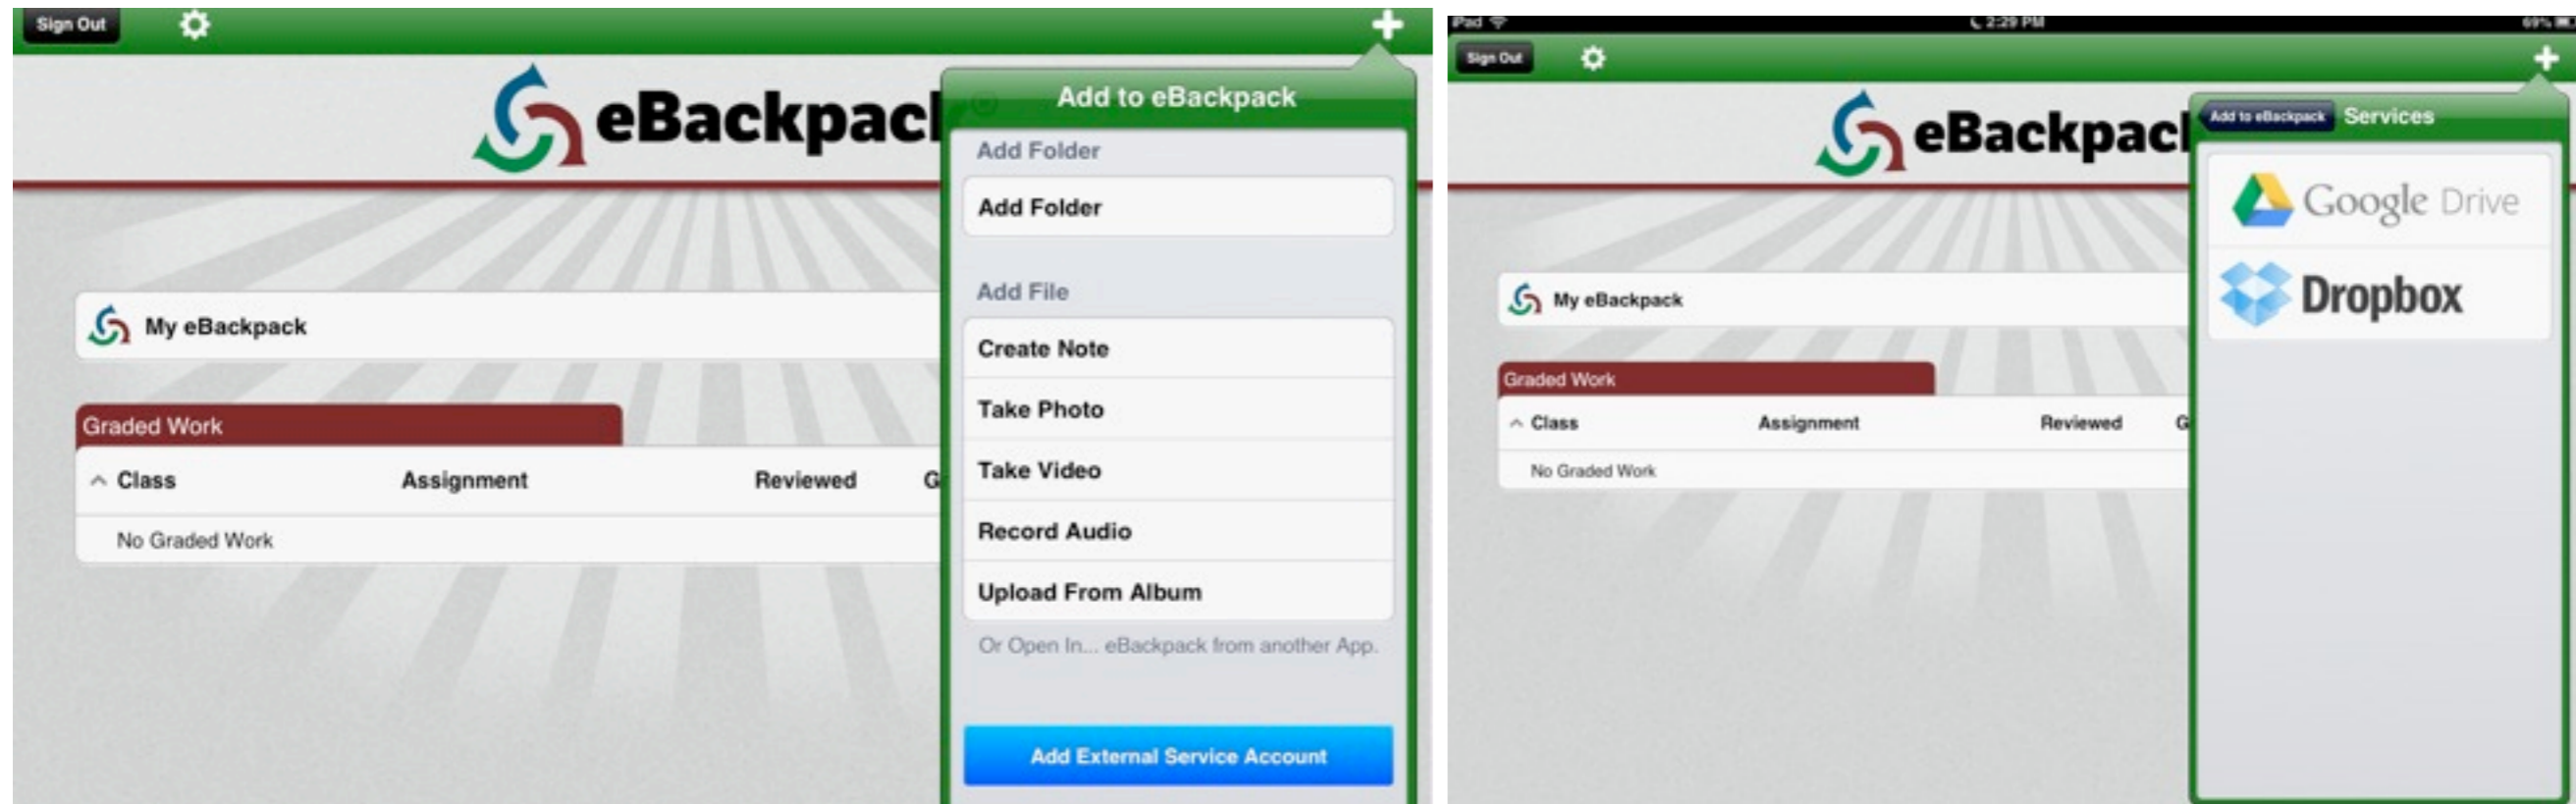 Sign Out
eBackpac
Add to eBackpack
Add Folder
Add Folder
Add File
My eBackpack
Create Note
Take Photo
Graded Work
Take Video
Class Assignment Reviewed G
Record Audio
No Graded Work
Upload From Album
Or Open In... eBackpack from another App.
Add External Service Account
iPad 2:29 PM 69%
Sign Out
eBackpac
Add to eBackpack Services
Google Drive
Dropbox
My eBackpack
Graded Work
Class Assignment Reviewed G
No Graded Work